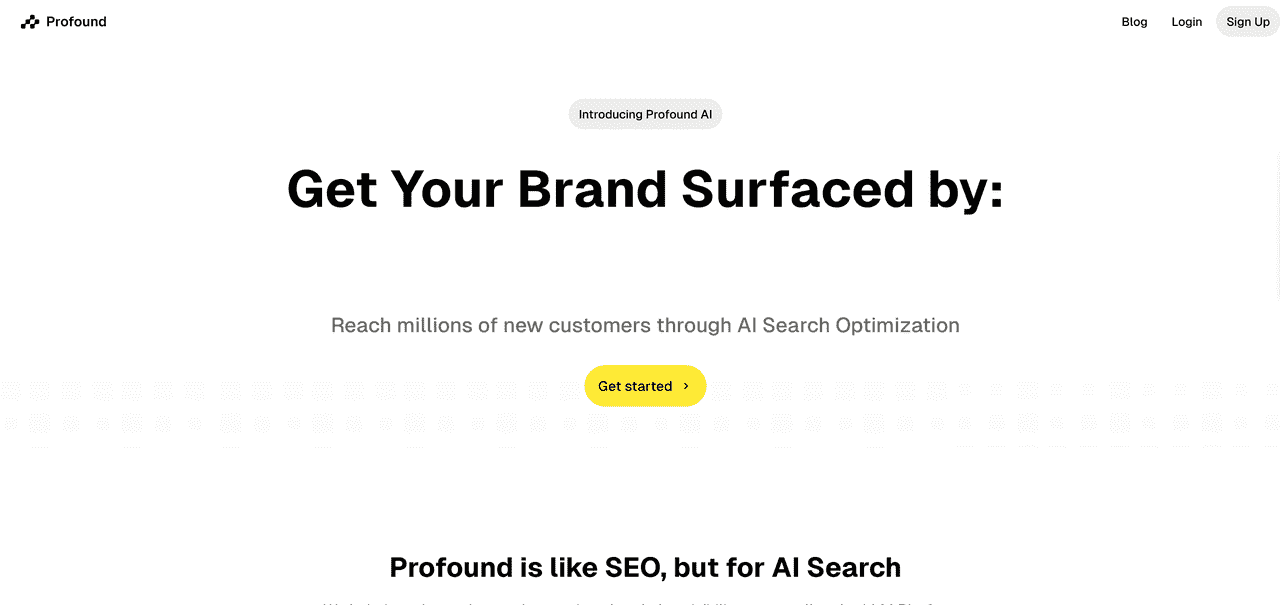 Profound
Blog
Login
Sign Up
Introducing Profound AI
Get Your Brand Surfaced by:
Reach millions of new customers through AI Search Optimization
Get started
Profound is like SEO, but for AI Search